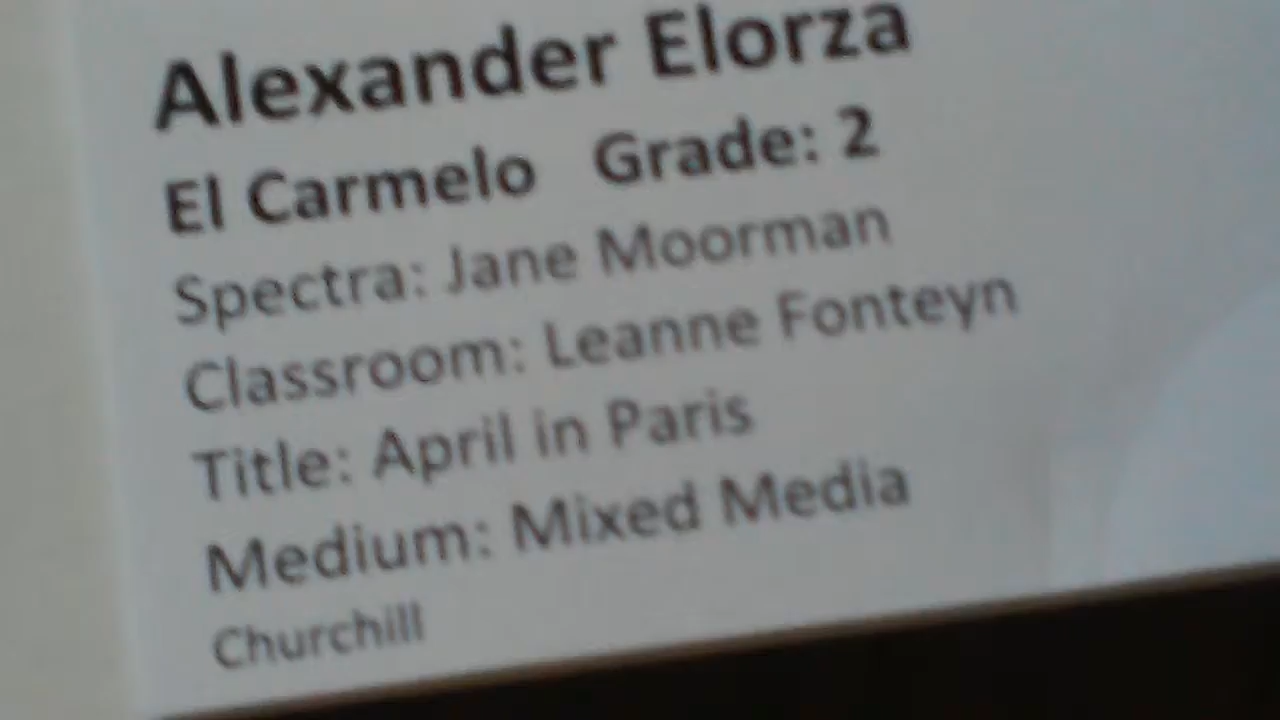 Alexander Elorza
El Carmelo Grade: 2
Spectra: Jane Moorman
Classroom: Leanne Fonteyn
Title: April in Paris
Medium: Mixed Media
Churchill